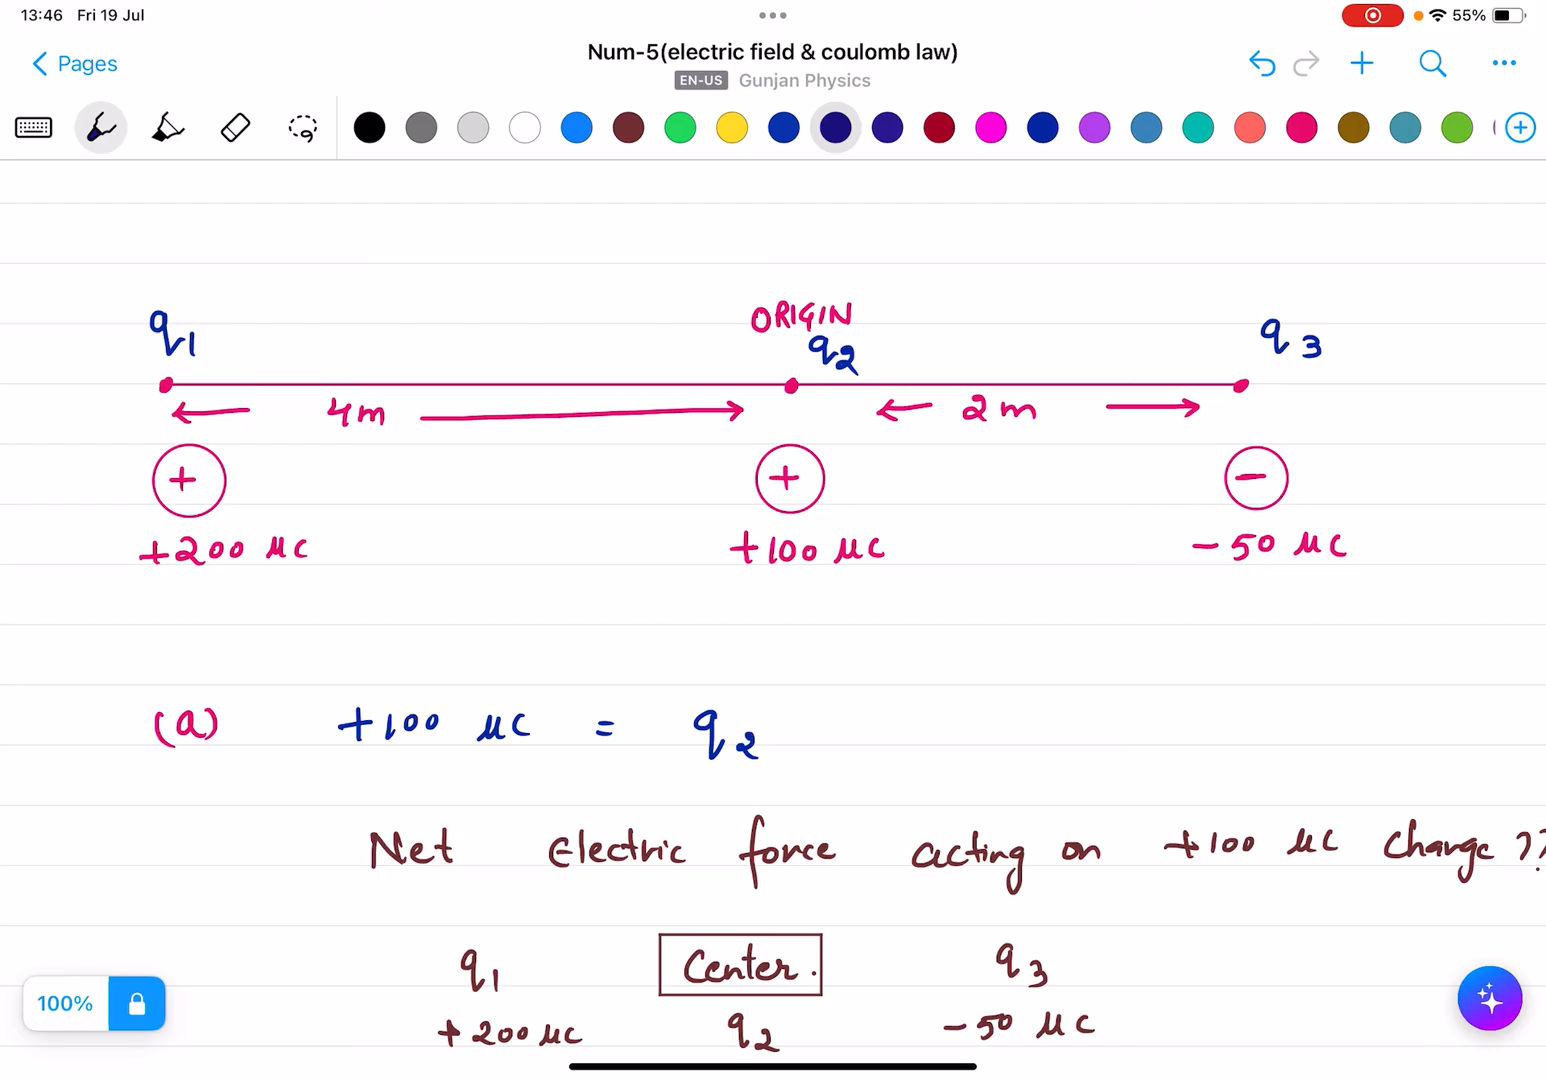 13:46 Fri 19 Jul
55%
Pages
Num-5(electric field & coulomb law)
EN-US Gunjan Physics
q1
ORIGIN
q2
q3
4m
2m
+
+
-
+200 μC
+100 μC
-50 μC
(a) +100 μC = q2
Net Electric force acting on +100 μC Charge ??
q1 Center. q3
+200 μC q2 -50 μC
100%